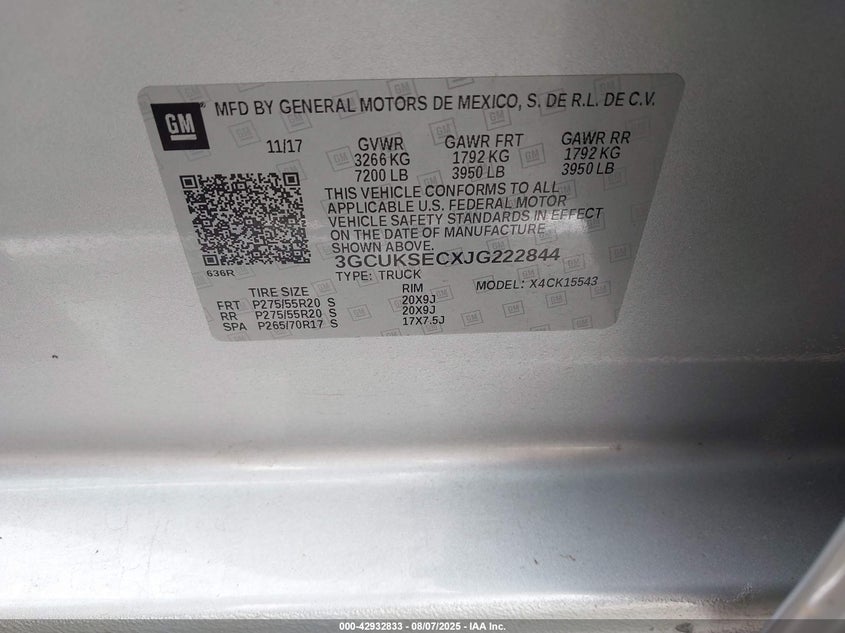 GM
MFD BY GENERAL MOTORS DE MEXICO, S. DE R.L. DE C.V.
11/17 GVWR GAWR FRT GAWR RR
3266 KG 1792 KG 1792 KG
7200 LB 3950 LB 3950 LB
THIS VEHICLE CONFORMS TO ALL
APPLICABLE U.S. FEDERAL MOTOR
VEHICLE SAFETY STANDARDS IN EFFECT
ON THE DATE OF MANUFACTURE
SHOWN ABOVE.
636R
3GCUKSECXJG222844
TYPE: TRUCK MODEL: X4CK15543
TIRE SIZE RIM
FRT P275/55R20 S 20X9J
RR P275/55R20 S 20X9J
SPA P265/70R17 S 17X7.5J
000-42932833 - 08/07/2025 - IAA Inc.